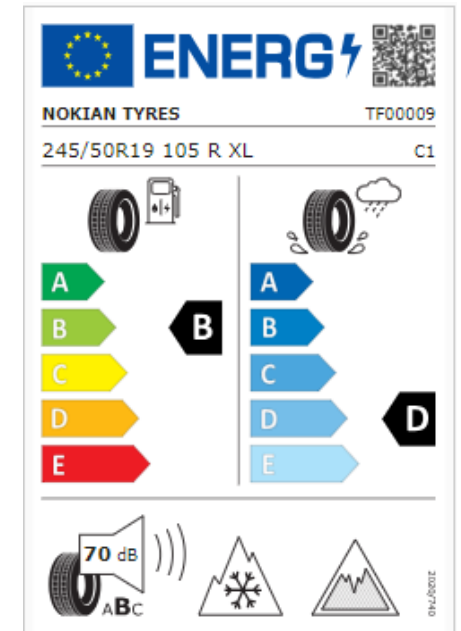 ENERG
NOKIAN TYRES TF00009
245/50R19 105 R XL C1
A A
B B B
C C
D D D
E E
70 dB
ABC
2020/740